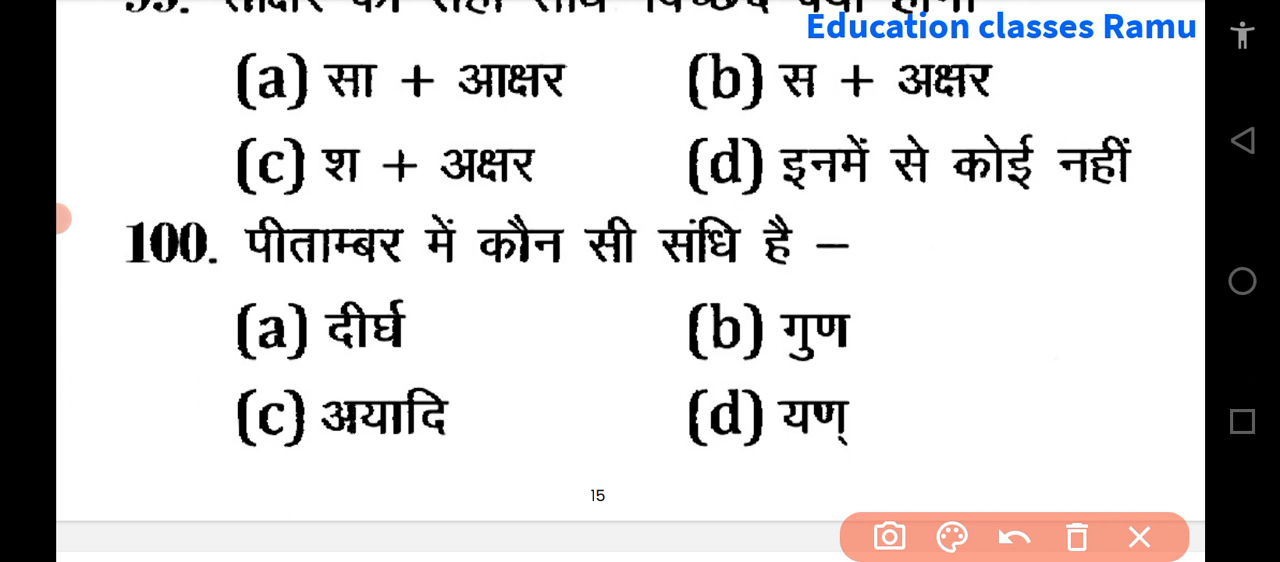 Education classes Ramu
(a) सा + आक्षर (b) स + अक्षर
(c) श + अक्षर (d) इनमें से कोई नहीं
100. पीताम्बर में कौन सी संधि है –
(a) दीर्घ (b) गुण
(c) अयादि (d) यण्
15